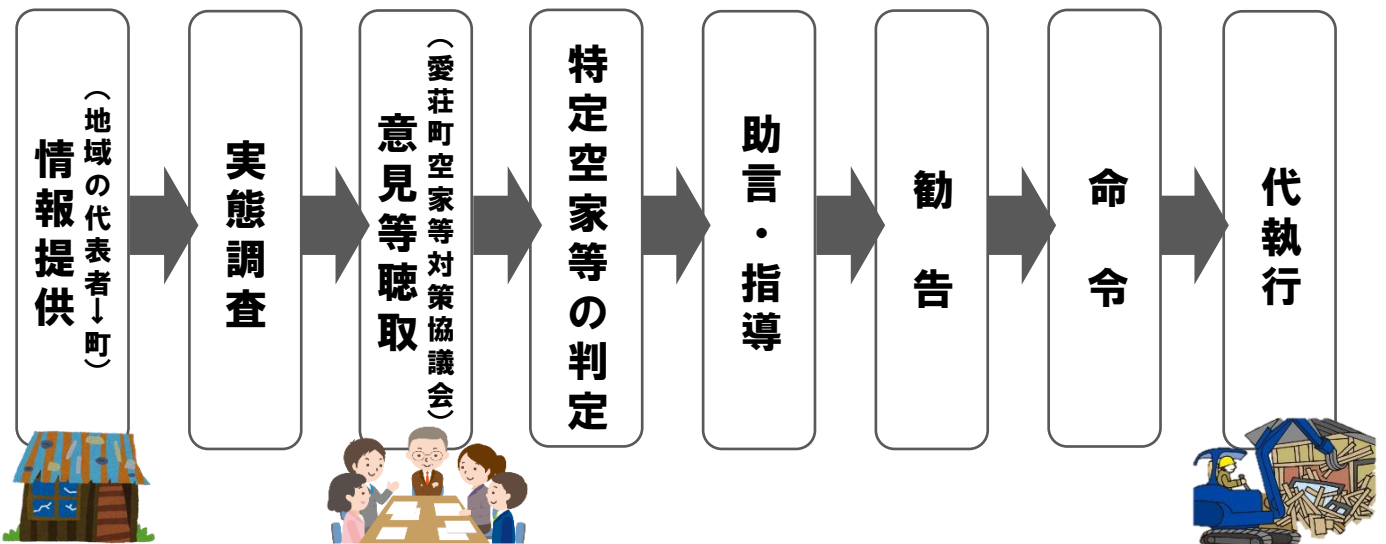 情報提供
（地域の代表者→町）
実態調査
意見等聴取
（愛荘町空家等対策協議会）
特定空家等の判定
助言・指導
勧告
命令
代執行